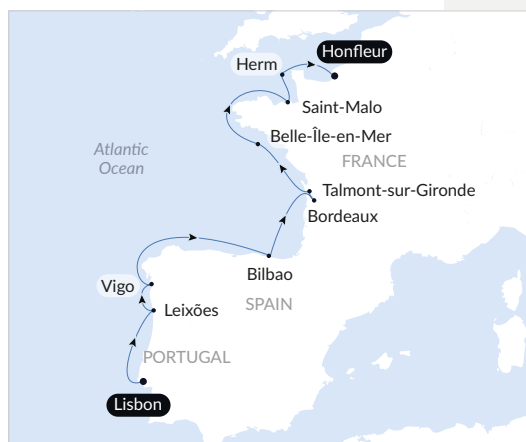 Honfleur
Herm
Saint-Malo
Belle-Île-en-Mer
Atlantic
Ocean
FRANCE
Talmont-sur-Gironde
Bordeaux
Bilbao
Vigo
SPAIN
Leixões
PORTUGAL
Lisbon